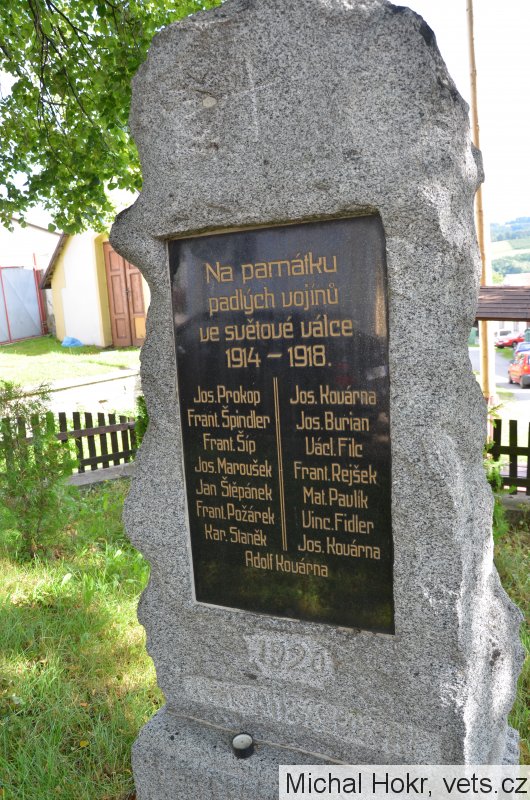 Na památku
padlých vojínů
ve světové válce
1914 – 1918.
Jos. Prokop
Frant. Špindler
Frant. Šíp
Jos. Maroušek
Jan Štěpánek
Frant. Požárek
Kar. Staněk
Jos. Kovárna
Jos. Burian
Václ. Filc
Frant. Rejšek
Mat. Pavlík
Vinc. Fidler
Jos. Kovárna
Adolf Kovárna
1920
Michal Hokr, vets.cz